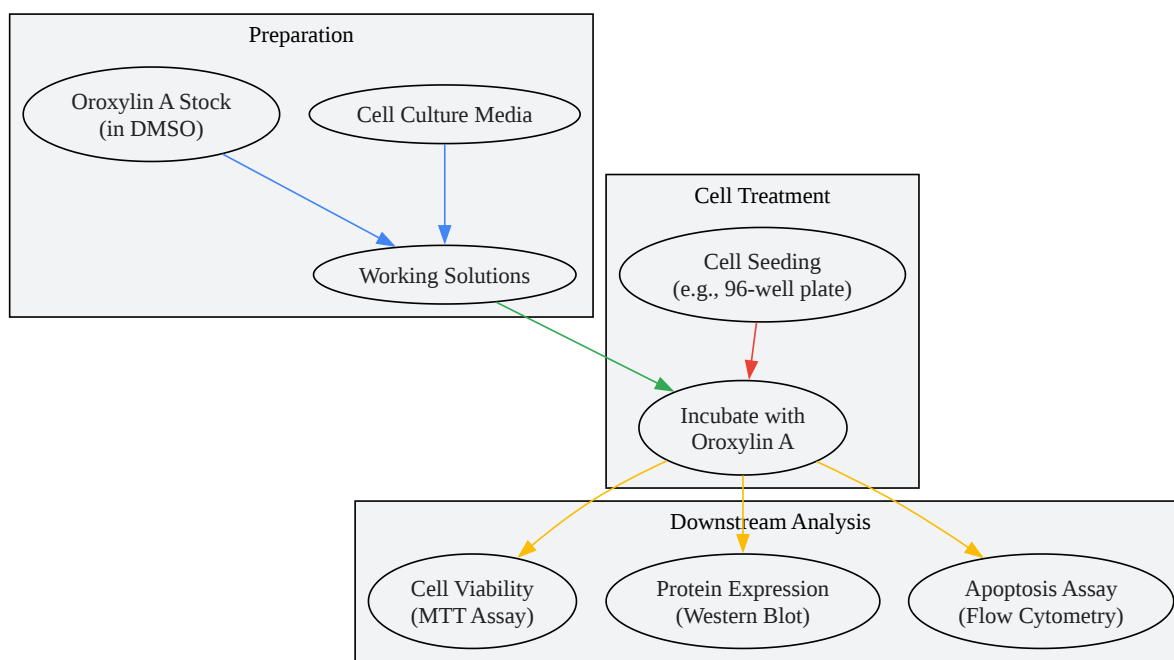 Preparation
Oroxylin A Stock
(in DMSO)
Cell Culture Media
Working Solutions
Cell Treatment
Cell Seeding
(e.g., 96-well plate)
Incubate with
Oroxylin A
Downstream Analysis
Cell Viability
(MTT Assay)
Protein Expression
(Western Blot)
Apoptosis Assay
(Flow Cytometry)